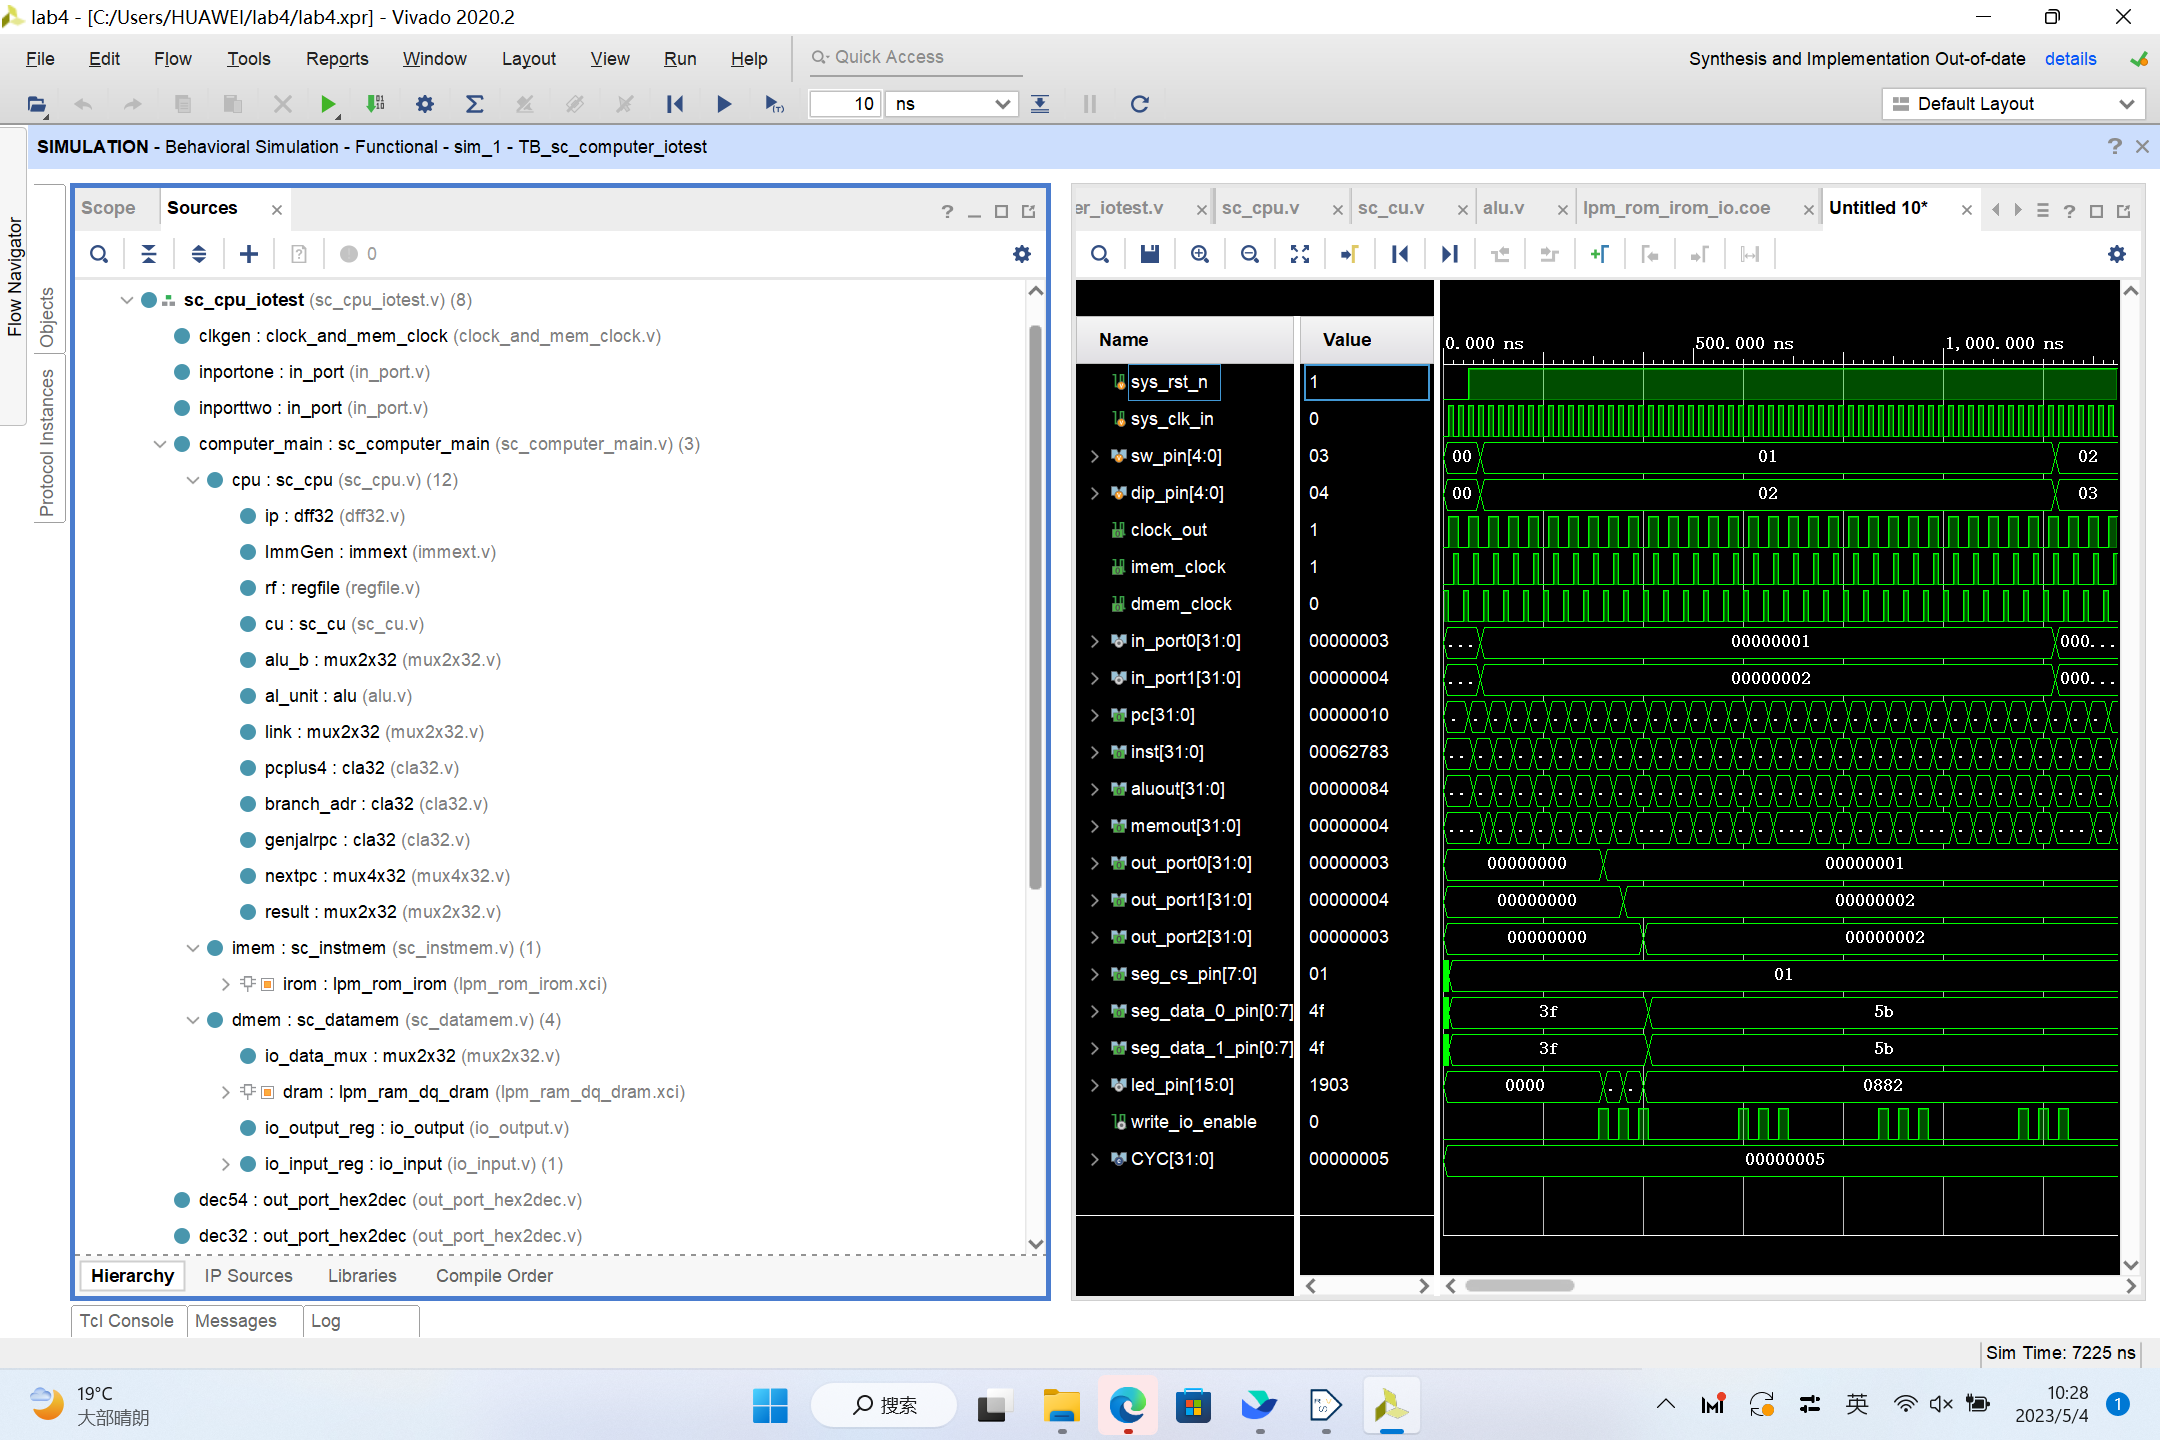 lab4 - [C:/Users/HUAWEI/lab4/lab4.xpr] - Vivado 2020.2
File Edit Flow Tools Reports Window Layout View Run Help Quick Access
Synthesis and Implementation Out-of-date details
10 ns Default Layout
SIMULATION - Behavioral Simulation - Functional - sim_1 - TB_sc_computer_iotest
Flow Navigator
Objects
Protocol Instances
Scope Sources
0
sc_cpu_iotest (sc_cpu_iotest.v) (8)
clkgen : clock_and_mem_clock (clock_and_mem_clock.v)
inportone : in_port (in_port.v)
inporttwo : in_port (in_port.v)
computer_main : sc_computer_main (sc_computer_main.v) (3)
cpu : sc_cpu (sc_cpu.v) (12)
ip : dff32 (dff32.v)
ImmGen : immext (immext.v)
rf : regfile (regfile.v)
cu : sc_cu (sc_cu.v)
alu_b : mux2x32 (mux2x32.v)
al_unit : alu (alu.v)
link : mux2x32 (mux2x32.v)
pcplus4 : cla32 (cla32.v)
branch_adr : cla32 (cla32.v)
genjalrpc : cla32 (cla32.v)
nextpc : mux4x32 (mux4x32.v)
result : mux2x32 (mux2x32.v)
imem : sc_instmem (sc_instmem.v) (1)
irom : lpm_rom_irom (lpm_rom_irom.xci)
dmem : sc_datamem (sc_datamem.v) (4)
io_data_mux : mux2x32 (mux2x32.v)
dram : lpm_ram_dq_dram (lpm_ram_dq_dram.xci)
io_output_reg : io_output (io_output.v)
io_input_reg : io_input (io_input.v) (1)
dec54 : out_port_hex2dec (out_port_hex2dec.v)
dec32 : out_port_hex2dec (out_port_hex2dec.v)
Hierarchy IP Sources Libraries Compile Order
Tcl Console Messages Log
er_iotest.v sc_cpu.v sc_cu.v alu.v lpm_rom_irom_io.coe Untitled 10*
Name Value 0.000 ns 500.000 ns 1,000.000 ns
sys_rst_n 1
sys_clk_in 0
sw_pin[4:0] 03 00 01 02
dip_pin[4:0] 04 00 02 03
clock_out 1
imem_clock 1
dmem_clock 0
in_port0[31:0] 00000003 ... 00000001 000...
in_port1[31:0] 00000004 ... 00000002 000...
pc[31:0] 00000010
inst[31:0] 00062783
aluout[31:0] 00000084
memout[31:0] 00000004
out_port0[31:0] 00000003 00000000 00000001
out_port1[31:0] 00000004 00000000 00000002
out_port2[31:0] 00000003 00000000 00000002
seg_cs_pin[7:0] 01 01
seg_data_0_pin[0:7] 4f 3f 5b
seg_data_1_pin[0:7] 4f 3f 5b
led_pin[15:0] 1903 0000 0882
write_io_enable 0
CYC[31:0] 00000005 00000005
Sim Time: 7225 ns
19°C
大部晴朗
搜索
英
10:28
2023/5/4
1